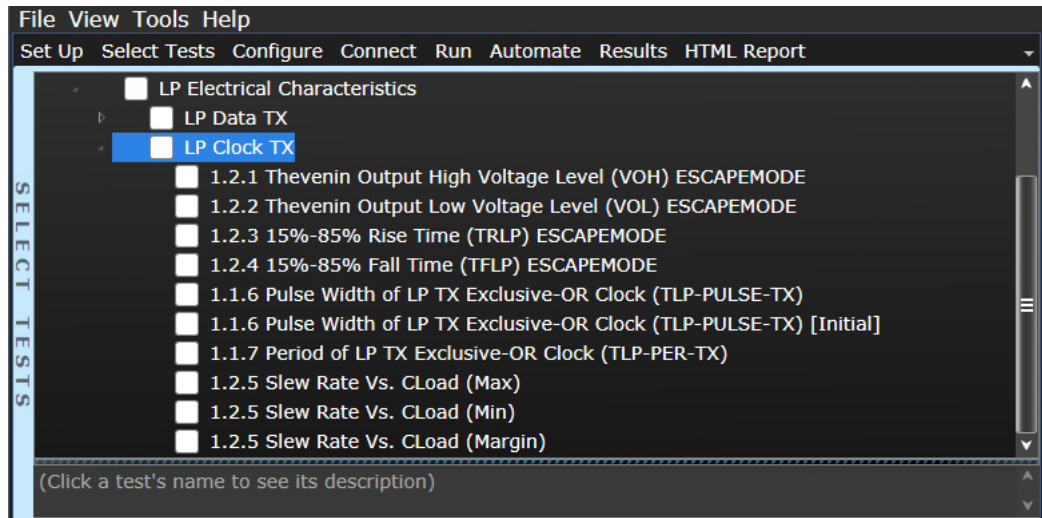 File View Tools Help
Set Up Select Tests Configure Connect Run Automate Results HTML Report
SELECT TESTS
LP Electrical Characteristics
LP Data TX
LP Clock TX
1.2.1 Thevenin Output High Voltage Level (VOH) ESCAPEMODE
1.2.2 Thevenin Output Low Voltage Level (VOL) ESCAPEMODE
1.2.3 15%-85% Rise Time (TRLP) ESCAPEMODE
1.2.4 15%-85% Fall Time (TFLP) ESCAPEMODE
1.1.6 Pulse Width of LP TX Exclusive-OR Clock (TLP-PULSE-TX)
1.1.6 Pulse Width of LP TX Exclusive-OR Clock (TLP-PULSE-TX) [Initial]
1.1.7 Period of LP TX Exclusive-OR Clock (TLP-PER-TX)
1.2.5 Slew Rate Vs. CLoad (Max)
1.2.5 Slew Rate Vs. CLoad (Min)
1.2.5 Slew Rate Vs. CLoad (Margin)
(Click a test's name to see its description)